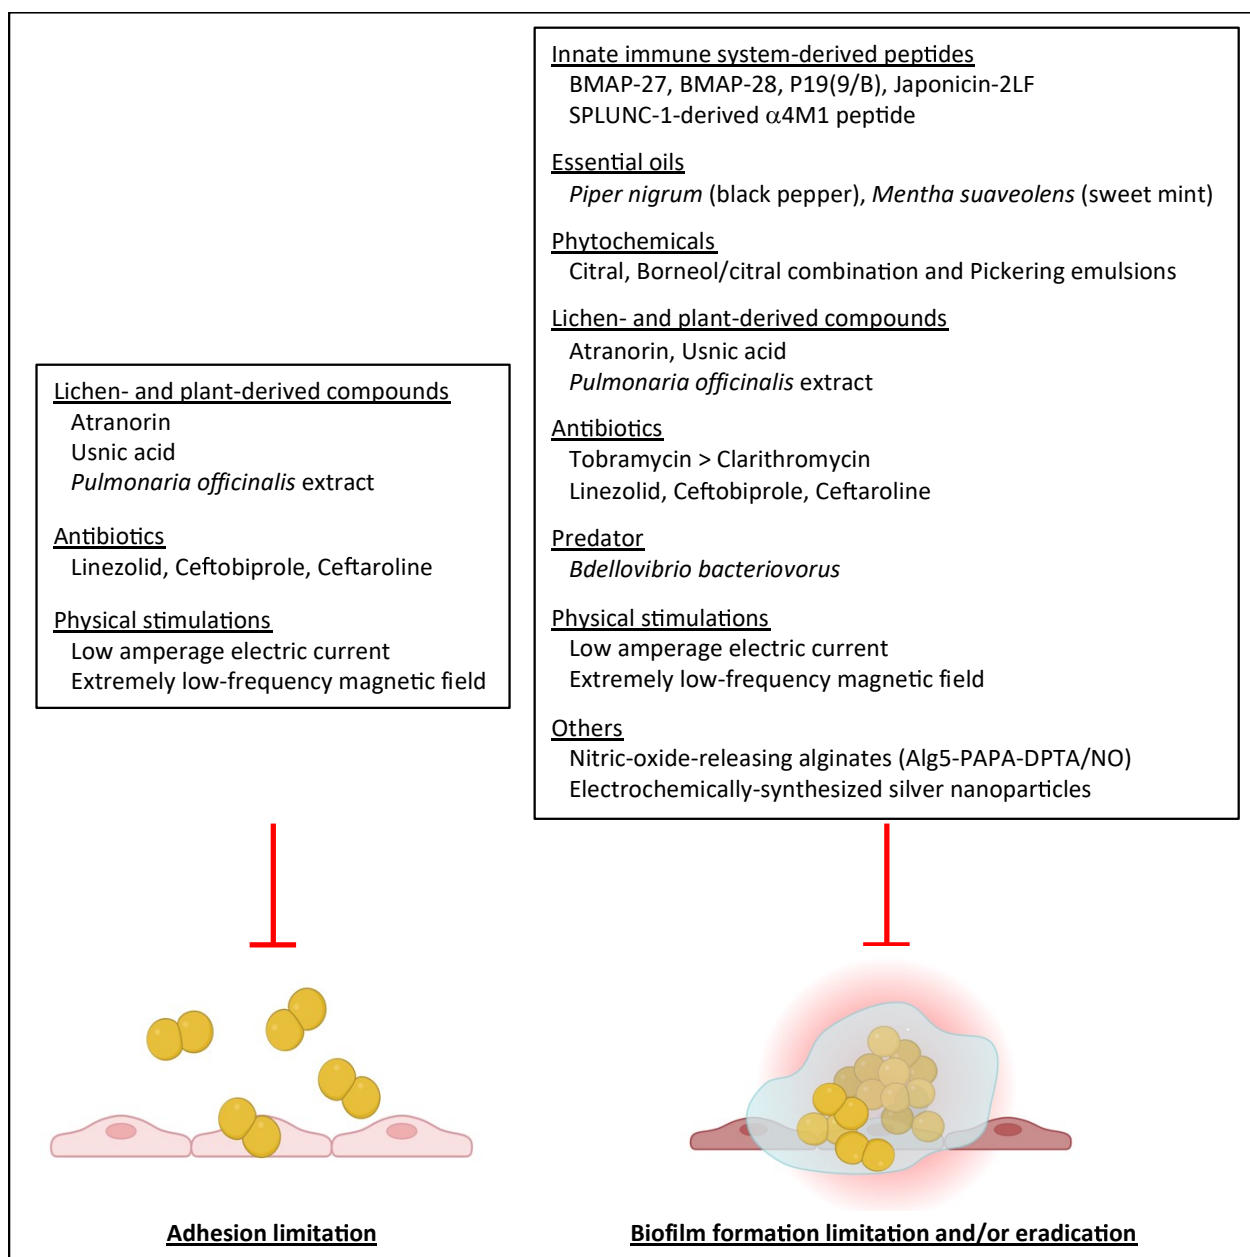 Lichen- and plant-derived compounds
Atranorin
Usnic acid
Pulmonaria officinalis extract
Antibiotics
Linezolid, Ceftobiprole, Ceftaroline
Physical stimulations
Low amperage electric current
Extremely low-frequency magnetic field
Adhesion limitation
Innate immune system-derived peptides
BMAP-27, BMAP-28, P19(9/B), Japonicin-2LF
SPLUNC-1-derived α4M1 peptide
Essential oils
Piper nigrum (black pepper), Mentha suaveolens (sweet mint)
Phytochemicals
Citral, Borneol/citral combination and Pickering emulsions
Lichen- and plant-derived compounds
Atranorin, Usnic acid
Pulmonaria officinalis extract
Antibiotics
Tobramycin > Clarithromycin
Linezolid, Ceftobiprole, Ceftaroline
Predator
Bdellovibrio bacteriovorus
Physical stimulations
Low amperage electric current
Extremely low-frequency magnetic field
Others
Nitric-oxide-releasing alginates (Alg5-PAPA-DPTA/NO)
Electrochemically-synthesized silver nanoparticles
Biofilm formation limitation and/or eradication